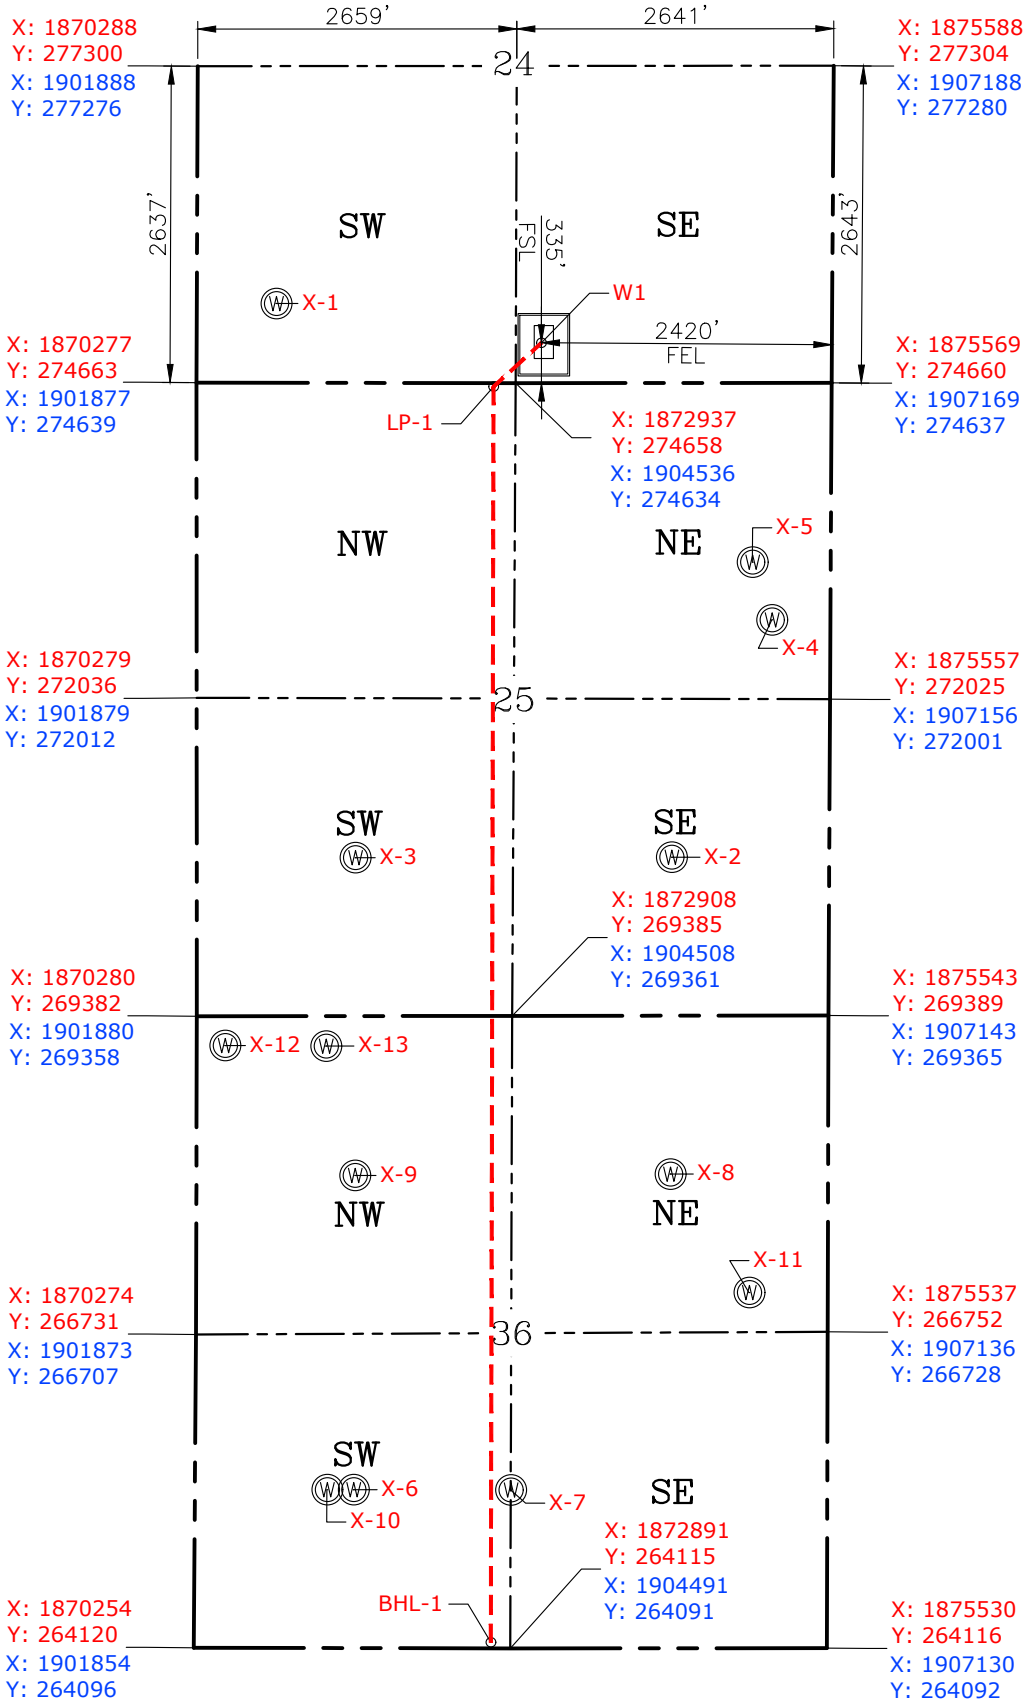 2659'
2641'
X: 1870288
Y: 277300
X: 1901888
Y: 277276
24
X: 1875588
Y: 277304
X: 1907188
Y: 277280
2637'
SW
335'
FSL
SE
2643'
X-1
W1
2420'
FEL
X: 1870277
Y: 274663
X: 1901877
Y: 274639
LP-1
X: 1872937
Y: 274658
X: 1904536
Y: 274634
X: 1875569
Y: 274660
X: 1907169
Y: 274637
NW
NE
X-5
X-4
X: 1870279
Y: 272036
X: 1901879
Y: 272012
25
X: 1875557
Y: 272025
X: 1907156
Y: 272001
SW
SE
W X-3
W X-2
X: 1872908
Y: 269385
X: 1904508
Y: 269361
X: 1870280
Y: 269382
X: 1901880
Y: 269358
X: 1875543
Y: 269389
X: 1907143
Y: 269365
W X-12
W X-13
W X-9
W X-8
NW
NE
X-11
W
X: 1870274
Y: 266731
X: 1901873
Y: 266707
36
X: 1875537
Y: 266752
X: 1907136
Y: 266728
SW
SE
W W X-6
W
X-10
X-7
X: 1872891
Y: 264115
X: 1904491
Y: 264091
BHL-1
X: 1870254
Y: 264120
X: 1901854
Y: 264096
X: 1875530
Y: 264116
X: 1907130
Y: 264092